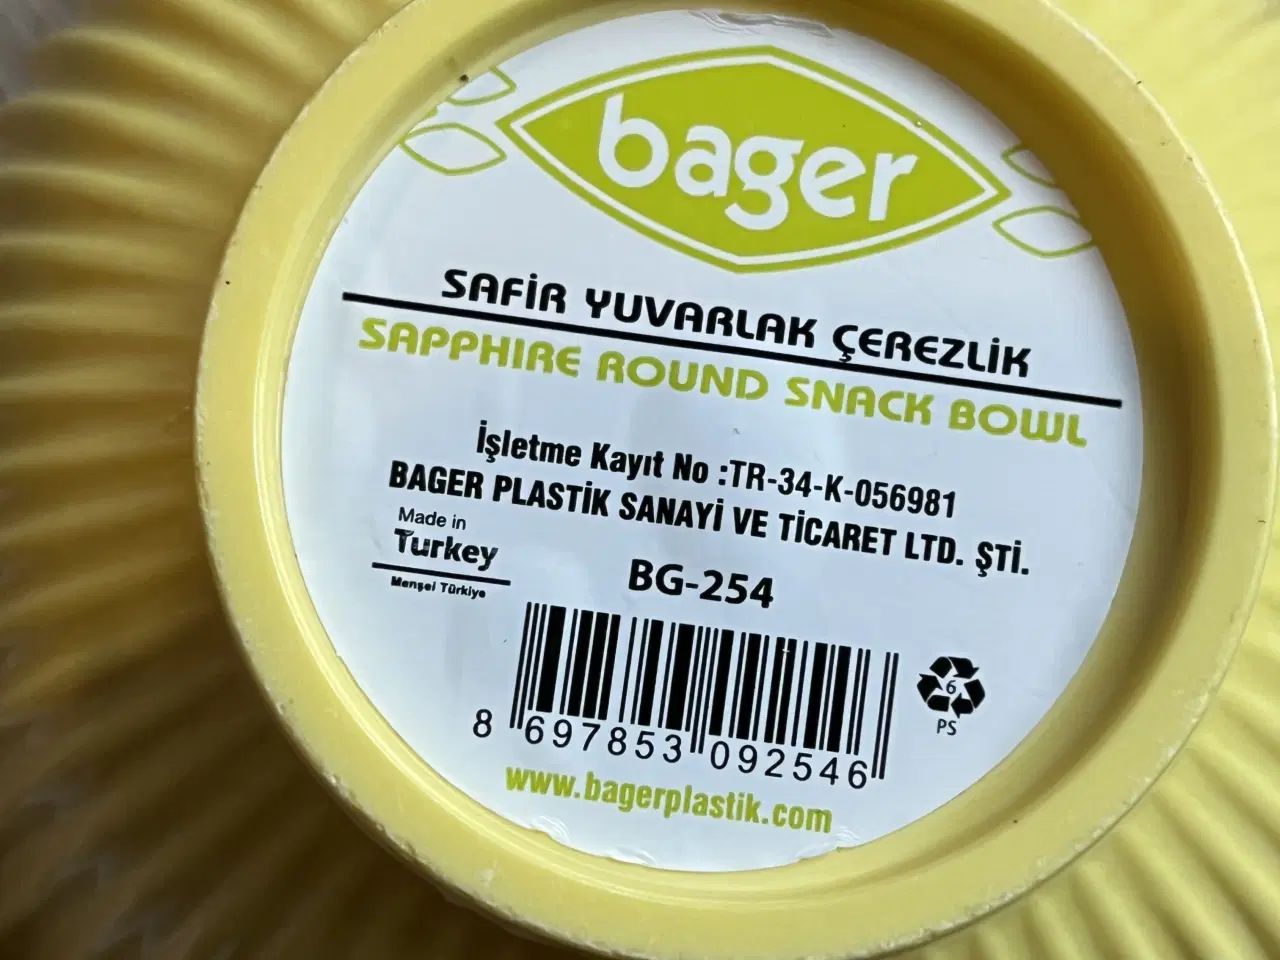 bager
SAFİR YUVARLAK ÇEREZLİK
SAPPHIRE ROUND SNACK BOWL
İşletme Kayıt No :TR-34-K-056981
BAGER PLASTİK SANAYİ VE TİCARET LTD. ŞTİ.
Made in
Turkey
Menşei Türkiye
BG-254
8 697853 092546
6
PS
www.bagerplastik.com